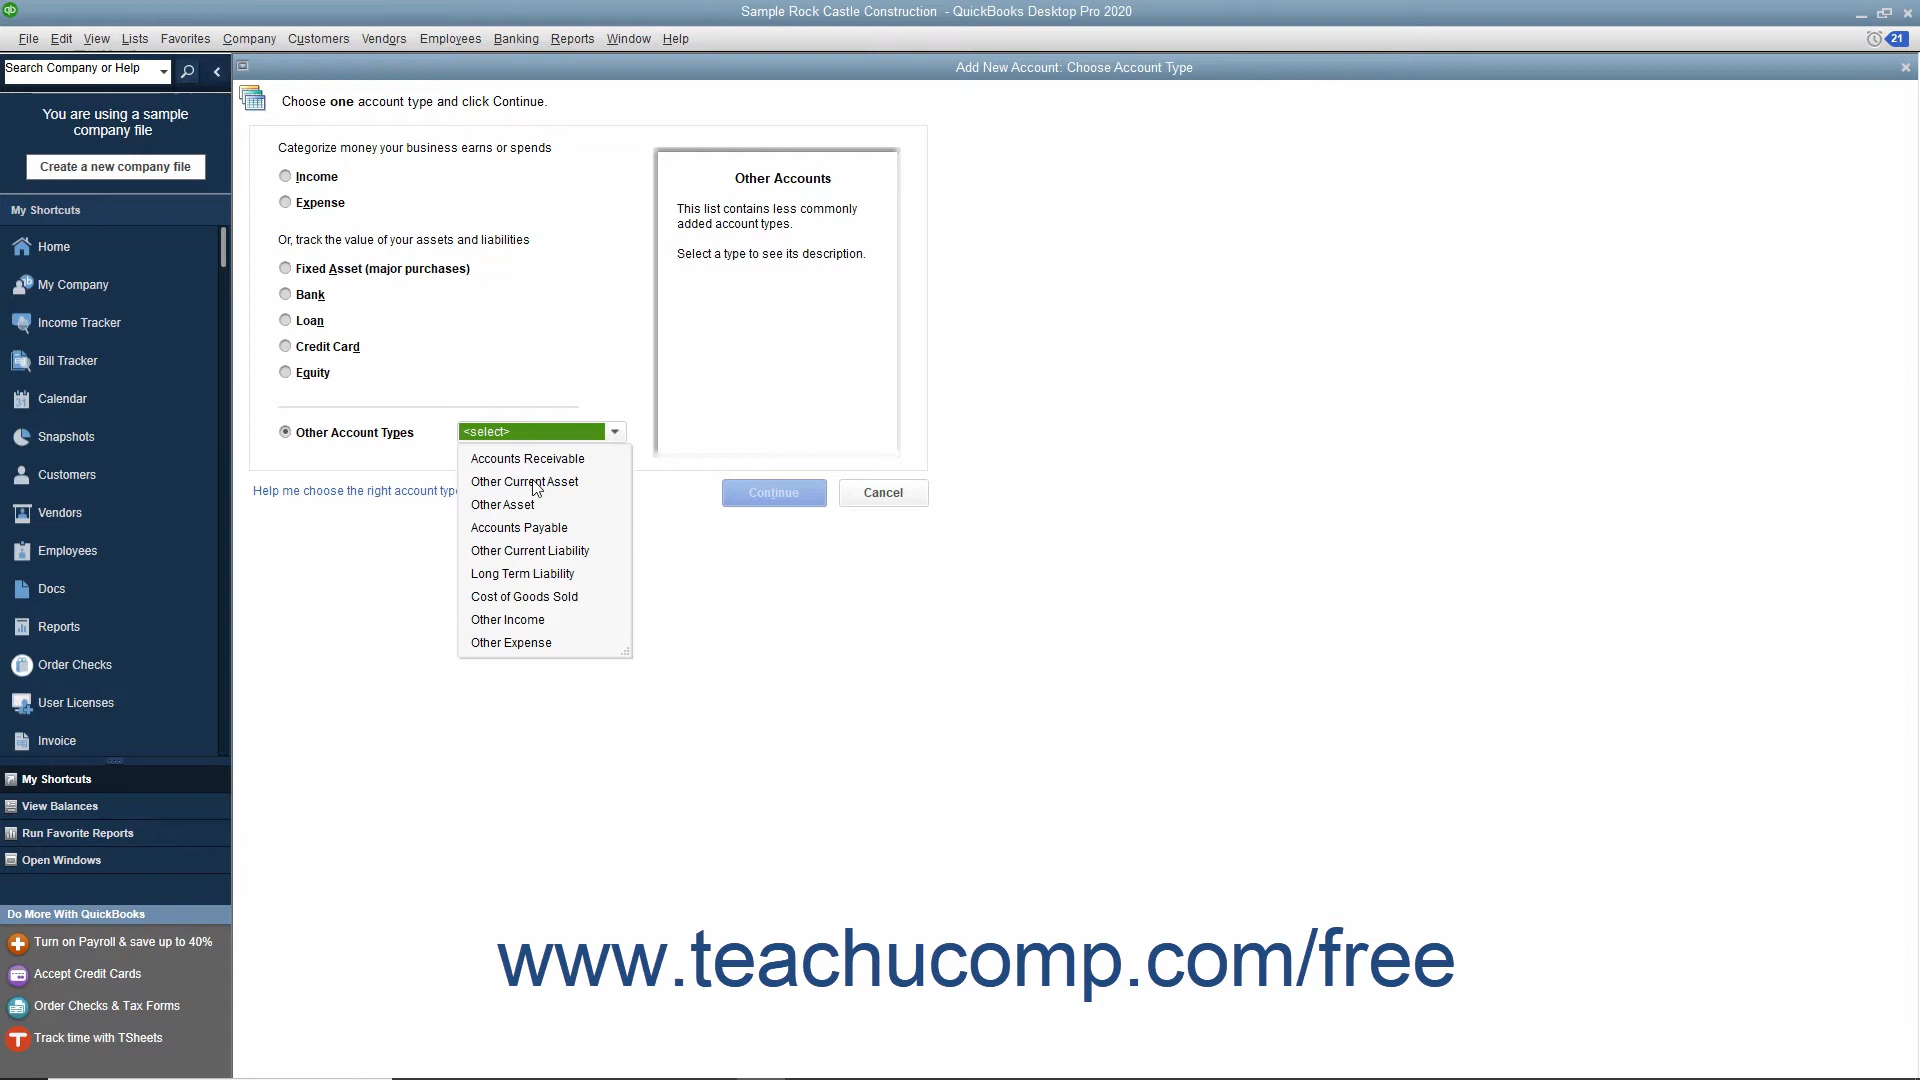 Sample Rock Castle Construction - QuickBooks Desktop Pro 2020
File Edit View Lists Favorites Company Customers Vendors Employees Banking Reports Window Help
21
Search Company or Help
Add New Account: Choose Account Type
You are using a sample
company file
Create a new company file
My Shortcuts
Home
My Company
Income Tracker
Bill Tracker
Calendar
Snapshots
Customers
Vendors
Employees
Docs
Reports
Order Checks
User Licenses
Invoice
My Shortcuts
View Balances
Run Favorite Reports
Open Windows
Do More With QuickBooks
Turn on Payroll & save up to 40%
Accept Credit Cards
Order Checks & Tax Forms
Track time with TSheets
Choose one account type and click Continue.
Categorize money your business earns or spends
Income
Expense
Or, track the value of your assets and liabilities
Fixed Asset (major purchases)
Bank
Loan
Credit Card
Equity
Other Account Types
<select>
Accounts Receivable
Other Current Asset
Other Asset
Accounts Payable
Other Current Liability
Long Term Liability
Cost of Goods Sold
Other Income
Other Expense
Help me choose the right account typ
Other Accounts
This list contains less commonly
added account types.
Select a type to see its description.
Continue
Cancel
www.teachucomp.com/free